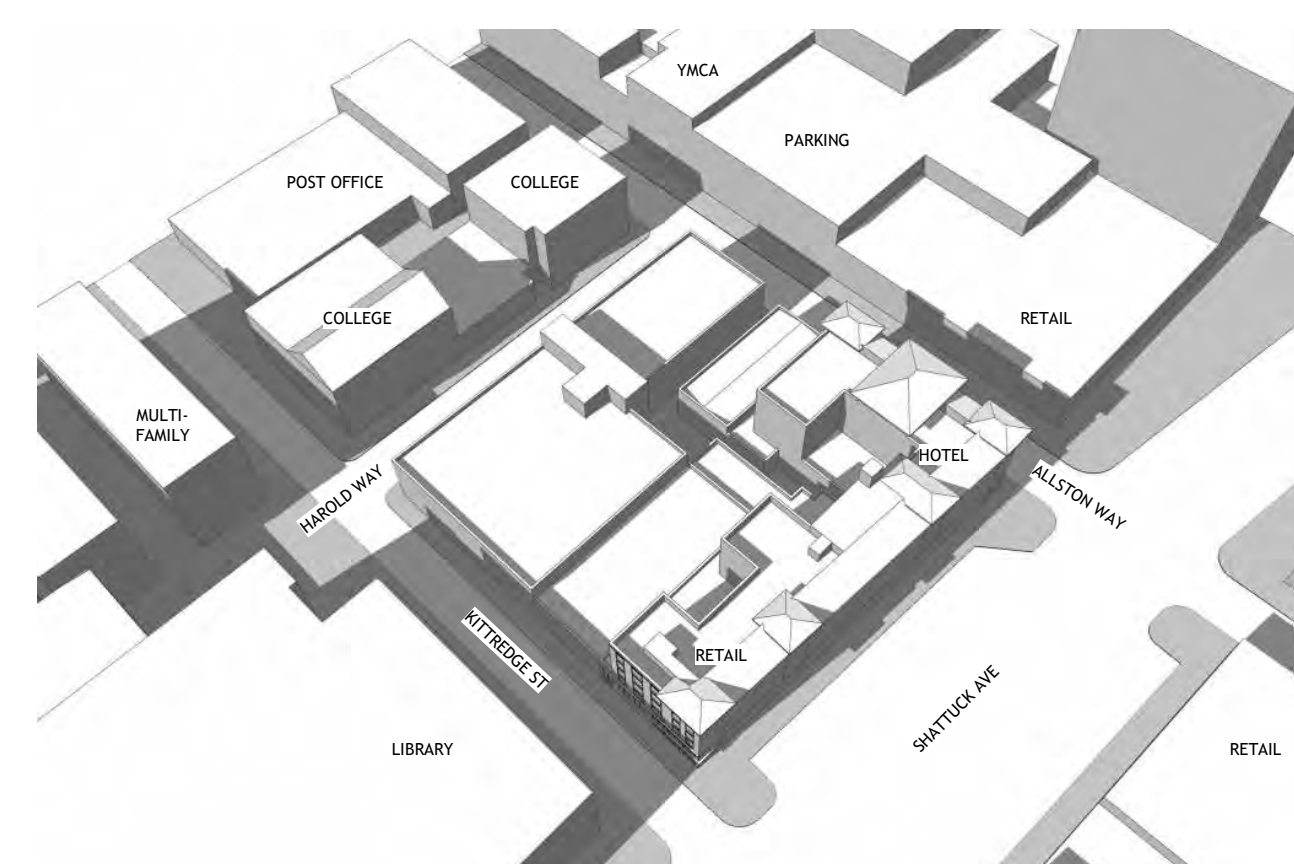 YMCA
PARKING
POST OFFICE
COLLEGE
COLLEGE
RETAIL
MULTI-
FAMILY
HOTEL
HAROLD WAY
ALLSTON WAY
KITTREDGE ST
RETAIL
SHATTUCK AVE
LIBRARY
RETAIL